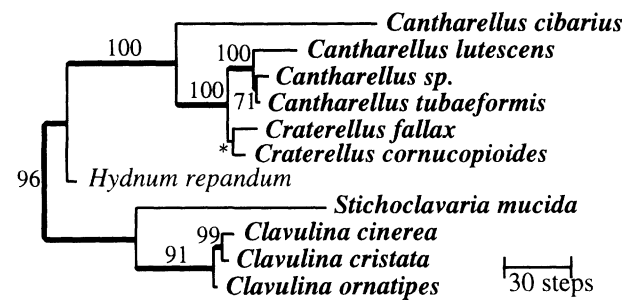 Cantharellus cibarius
100
100 Cantharellus lutescens
Cantharellus sp.
100
71 Cantharellus tubaeformis
Craterellus fallax
* Craterellus cornucopioides
96 Hydnum repandum
Stichoclavaria mucida
99 Clavulina cinerea
91 Clavulina cristata
Clavulina ornatipes
30 steps